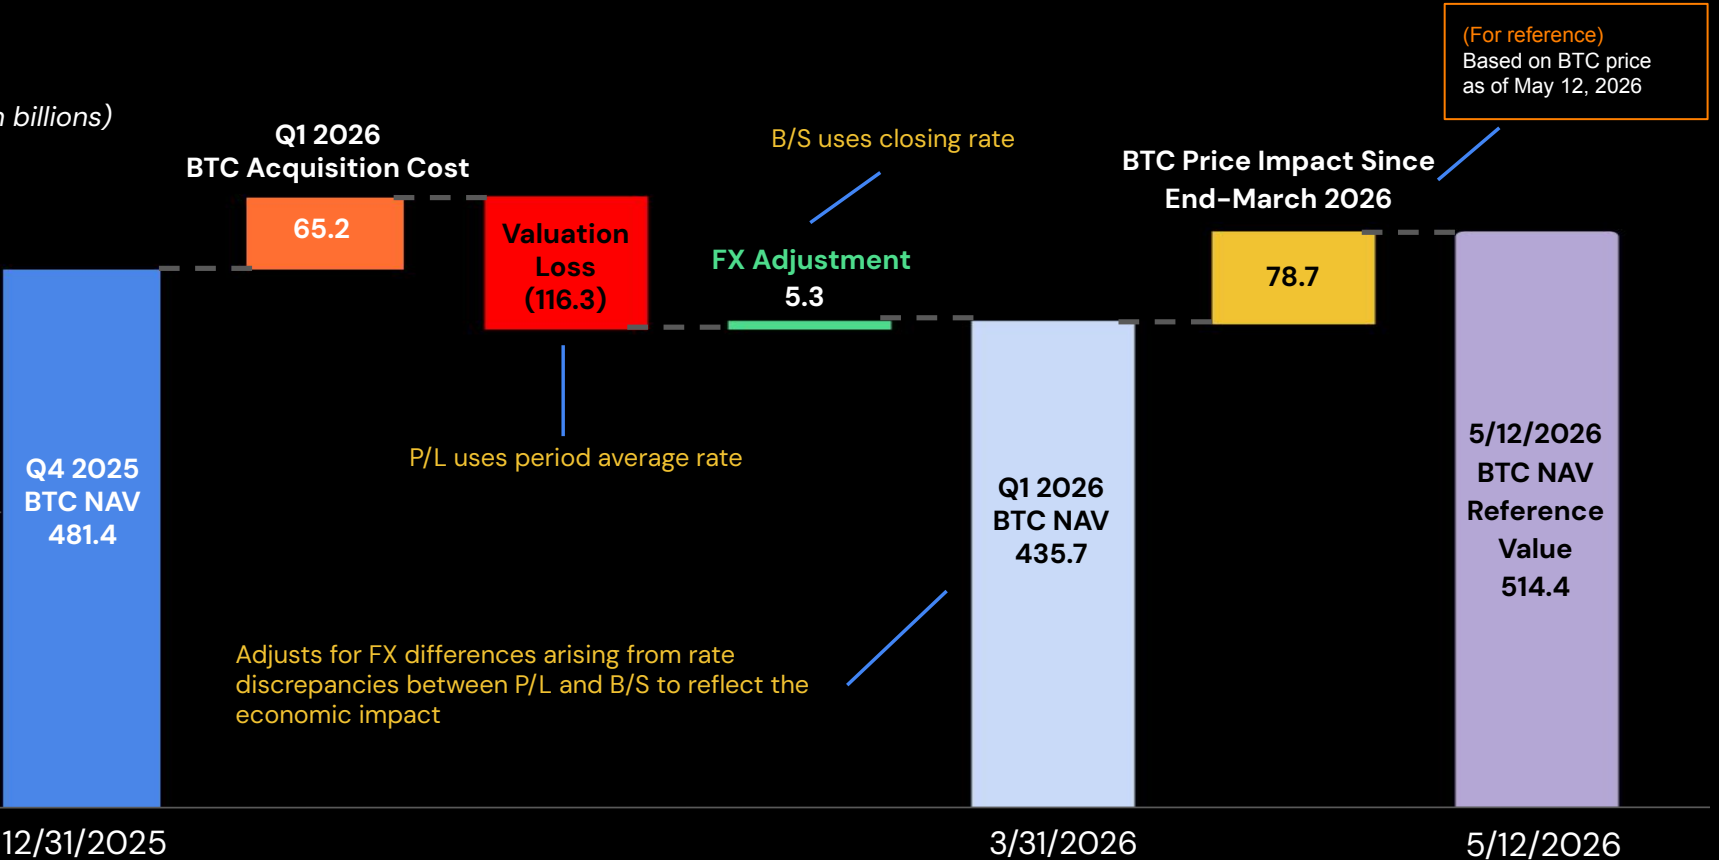 (For reference)
Based on BTC price
as of May 12, 2026
billions)
Q1 2026
BTC Acquisition Cost
65.2
Valuation
Loss
(116.3)
B/S uses closing rate
FX Adjustment
5.3
BTC Price Impact Since
End-March 2026
78.7
P/L uses period average rate
Q4 2025
BTC NAV
481.4
Q1 2026
BTC NAV
435.7
5/12/2026
BTC NAV
Reference
Value
514.4
Adjusts for FX differences arising from rate
discrepancies between P/L and B/S to reflect the
economic impact
12/31/2025
3/31/2026
5/12/2026